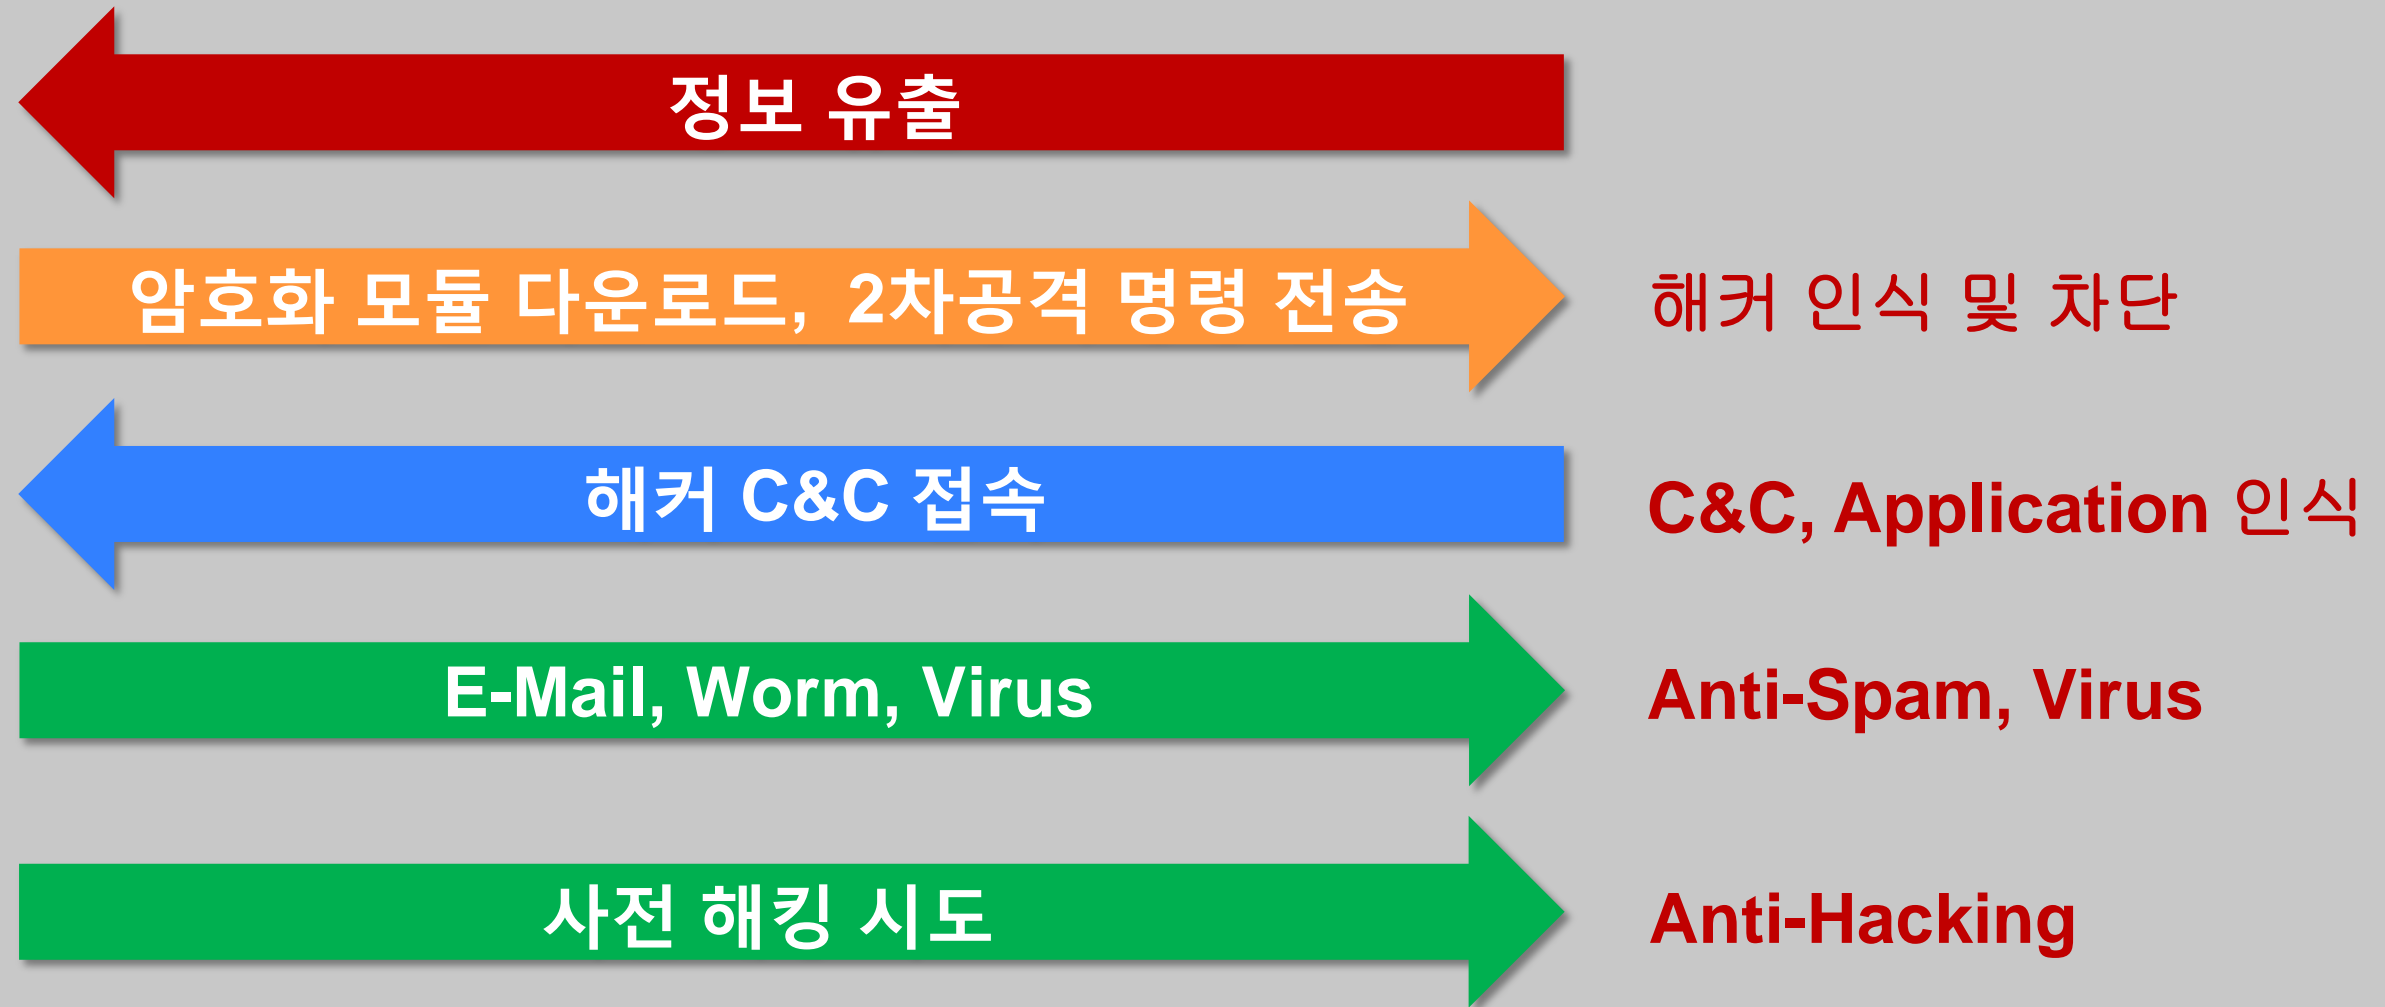 정보 유출
암호화 모듈 다운로드, 2차공격 명령 전송
해커 인식 및 차단
해커 C&C 접속
C&C, Application 인식
E-Mail, Worm, Virus
Anti-Spam, Virus
사전 해킹 시도
Anti-Hacking